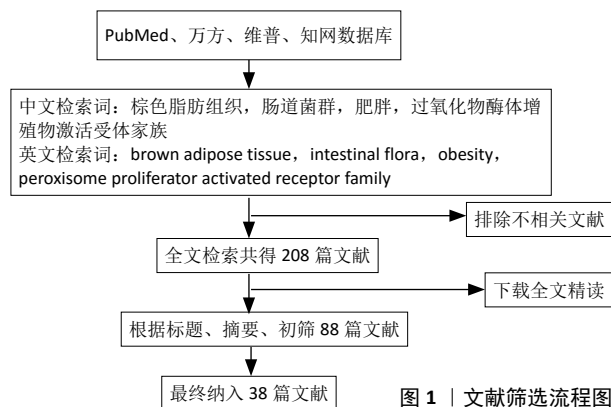 PubMed、万方、维普、知网数据库
中文检索词：棕色脂肪组织，肠道菌群，肥胖，过氧化物酶体增
殖物激活受体家族
英文检索词：brown adipose tissue，intestinal flora，obesity，
peroxisome proliferator activated receptor family
排除不相关文献
全文检索共得 208 篇文献
下载全文精读
根据标题、摘要、初筛 88 篇文献
最终纳入 38 篇文献
图 1 ｜文献筛选流程图